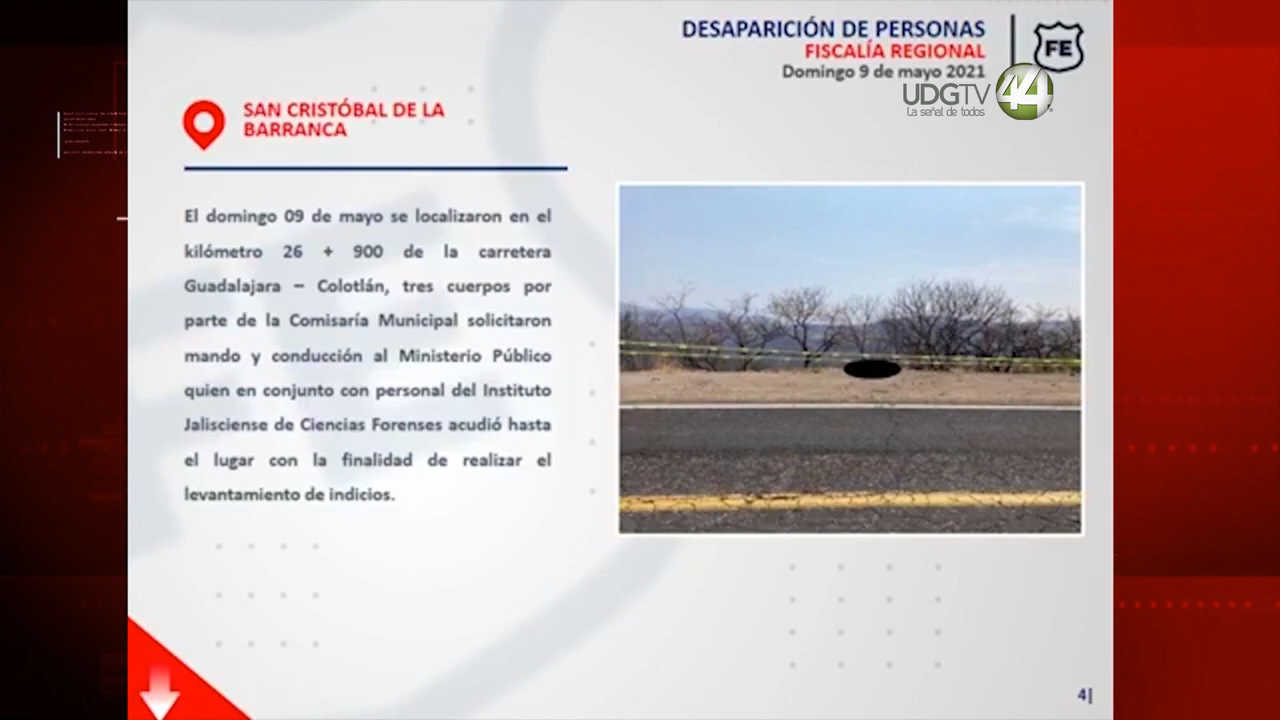 DESAPARICIÓN DE PERSONAS
FISCALÍA REGIONAL
Domingo 9 de mayo 2021
FE
UDGTV 44
La señal de todos
SAN CRISTÓBAL DE LA
BARRANCA
El domingo 09 de mayo se localizaron en el
kilómetro 26 + 900 de la carretera
Guadalajara – Colotlán, tres cuerpos por
parte de la Comisaría Municipal solicitaron
mando y conducción al Ministerio Público
quien en conjunto con personal del Instituto
Jalisciense de Ciencias Forenses acudió hasta
el lugar con la finalidad de realizar el
levantamiento de indicios.
4|